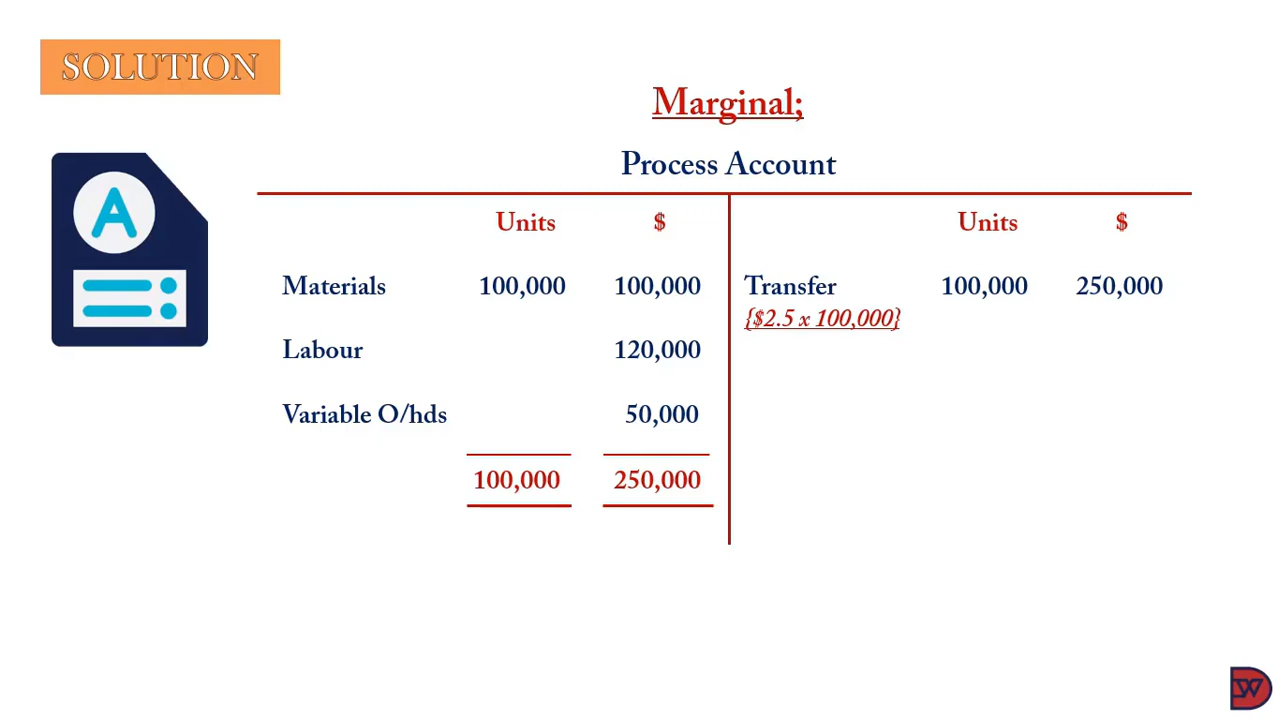 SOLUTION
Marginal;
Process Account
Units $ Units $
A
Materials 100,000 100,000 Transfer 100,000 250,000
{$2.5 x 100,000}
Labour 120,000
Variable O/hds 50,000
100,000 250,000
W